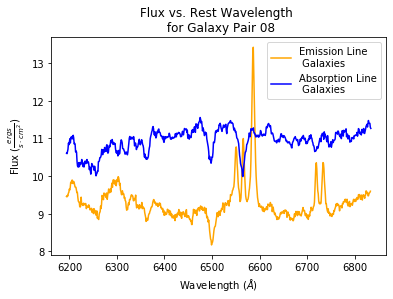 Flux vs. Rest Wavelength
for Galaxy Pair 08
Emission Line
Galaxies
Absorption Line
Galaxies
13
12
11
10
9
8
Flux (ergs / s · cm²)
6200 6300 6400 6500 6600 6700 6800
Wavelength (Å)